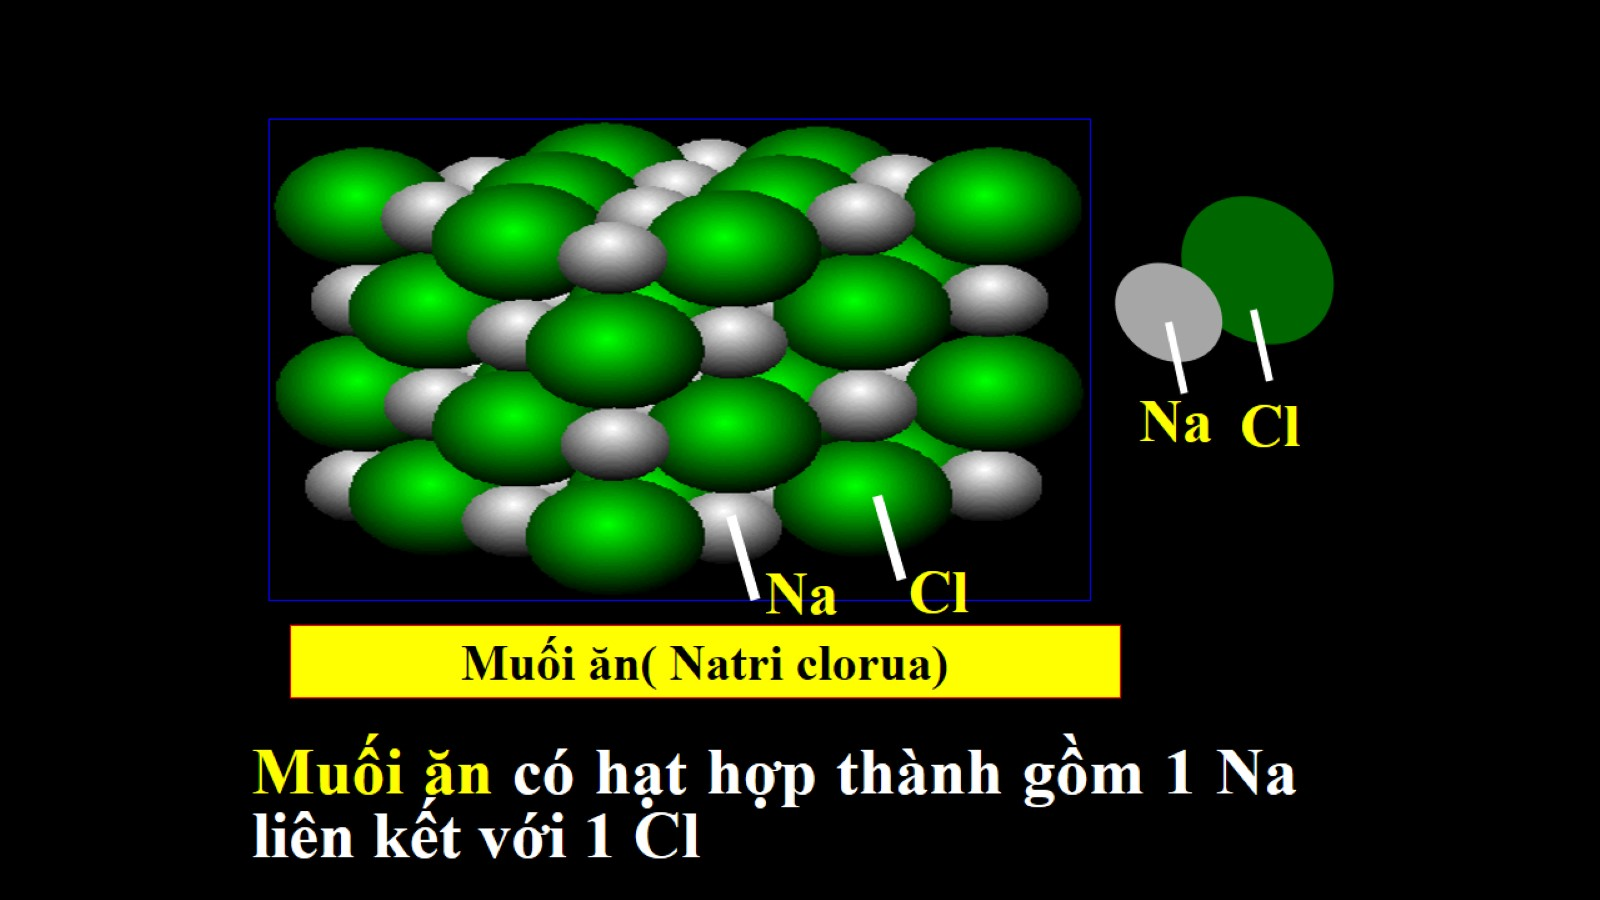 Na Cl
Na Cl
Muối ăn( Natri clorua)
Muối ăn có hạt hợp thành gồm 1 Na
liên kết với 1 Cl